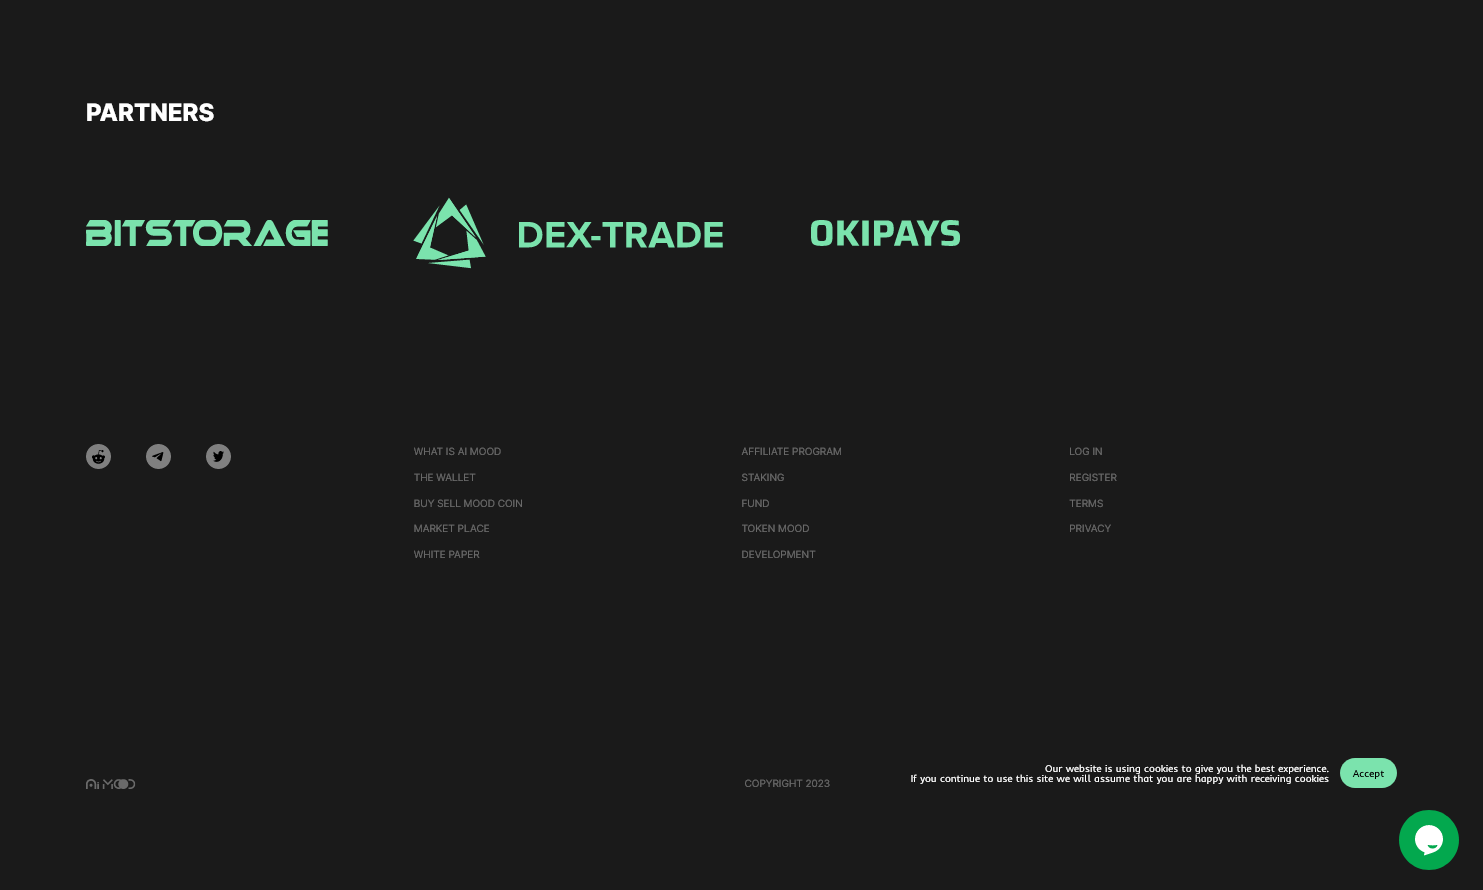 PARTNERS
BITSTORAGE
DEX-TRADE
OKIPAYS
WHAT IS AI MOOD
THE WALLET
BUY SELL MOOD COIN
MARKET PLACE
WHITE PAPER
AFFILIATE PROGRAM
STAKING
FUND
TOKEN MOOD
DEVELOPMENT
LOG IN
REGISTER
TERMS
PRIVACY
Ai MOOD
COPYRIGHT 2023
Our website is using cookies to give you the best experience.
If you continue to use this site we will assume that you are happy with receiving cookies
Accept